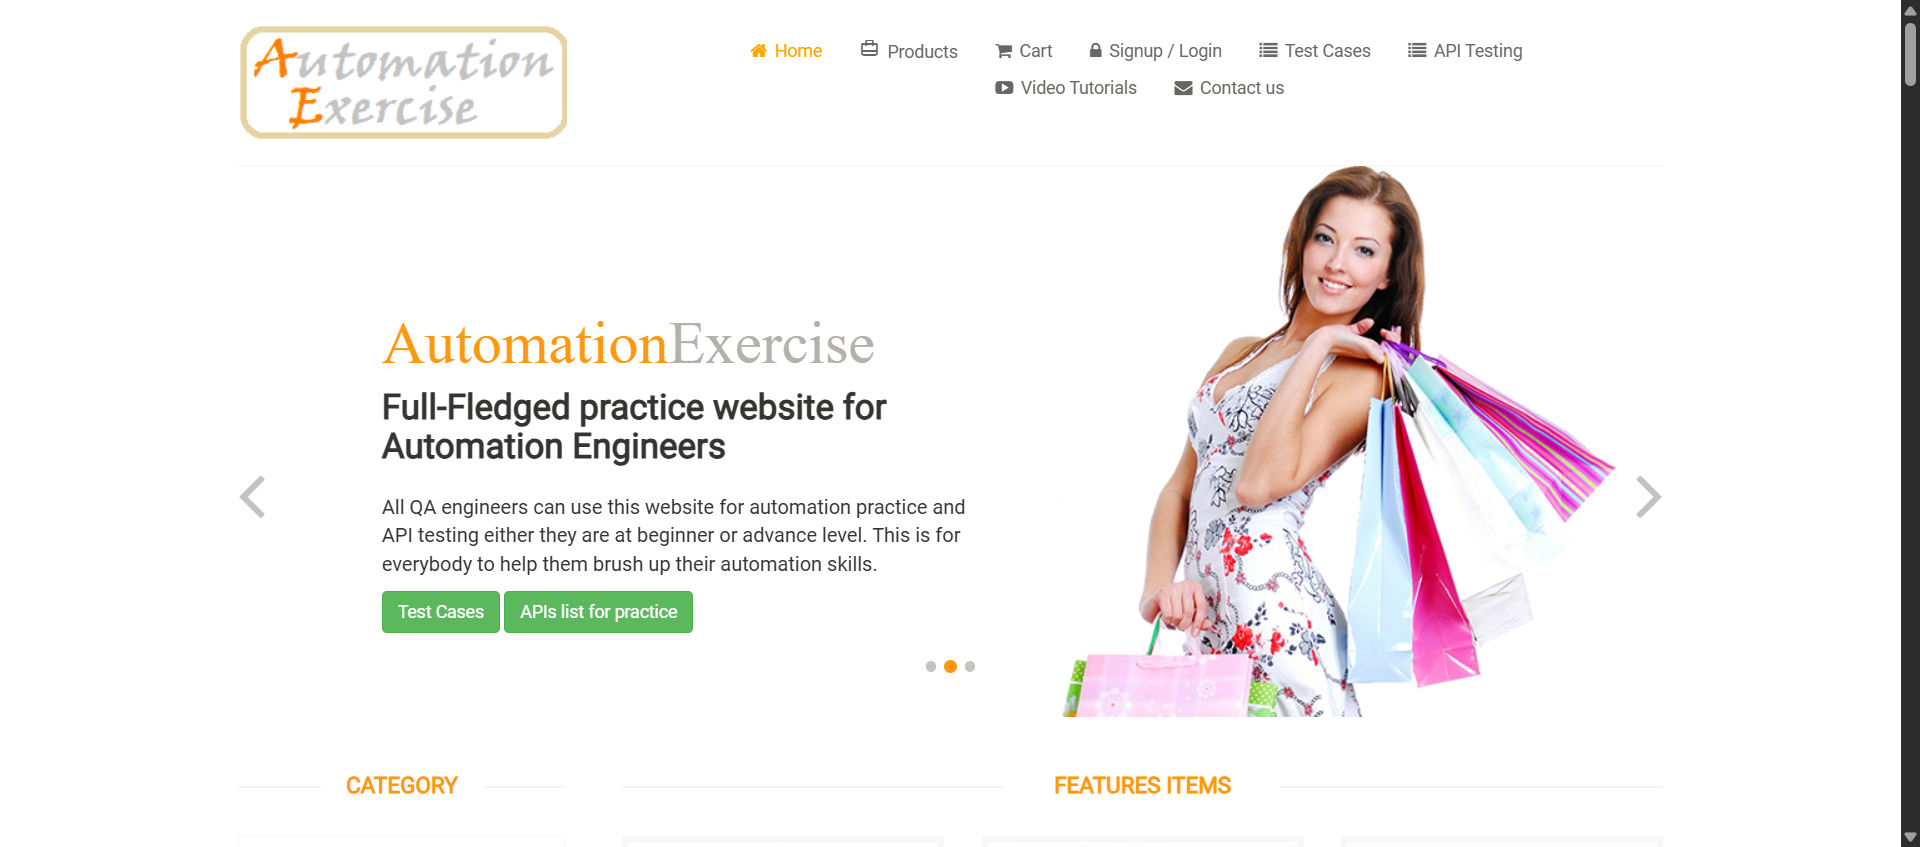 Automation
Exercise
Home
Products
Cart
Signup / Login
Test Cases
API Testing
Video Tutorials
Contact us
AutomationExercise
Full-Fledged practice website for
Automation Engineers
All QA engineers can use this website for automation practice and
API testing either they are at beginner or advance level. This is for
everybody to help them brush up their automation skills.
Test Cases
APIs list for practice
CATEGORY
FEATURES ITEMS